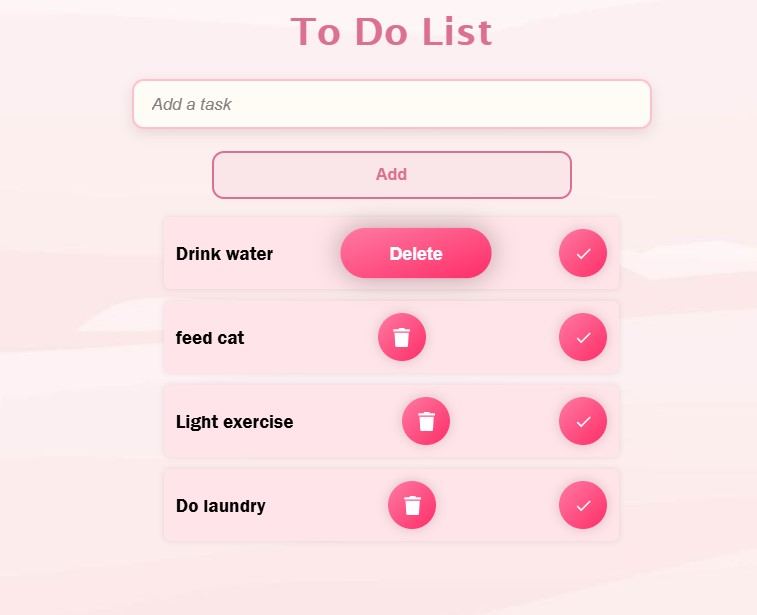 To Do List
Add a task
Add
Drink water
Delete
feed cat
Light exercise
Do laundry